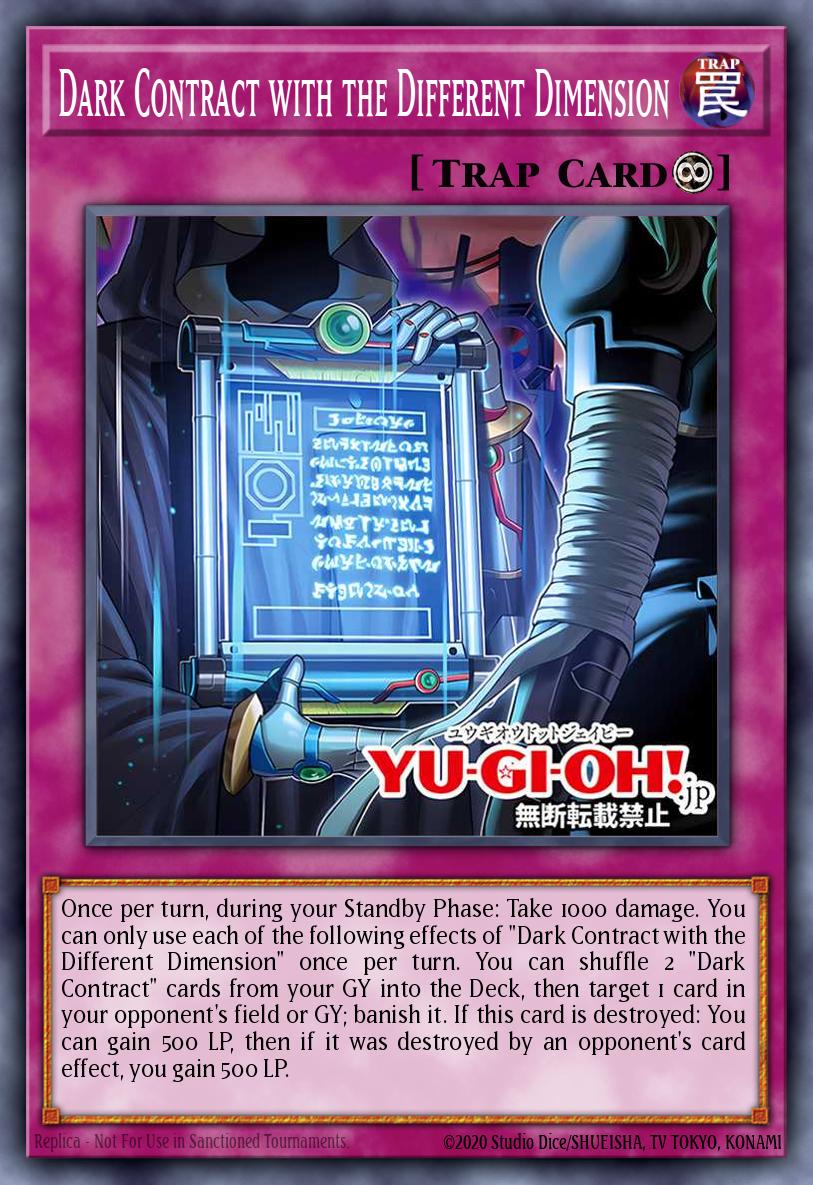 Dark Contract with the Different Dimension
TRAP
罠
[ Trap Card ]
ユウギオウドットジェイピー
YU-GI-OH!.jp
無断転載禁止
Once per turn, during your Standby Phase: Take 1000 damage. You
can only use each of the following effects of "Dark Contract with the
Different Dimension" once per turn. You can shuffle 2 "Dark
Contract" cards from your GY into the Deck, then target 1 card in
your opponent's field or GY; banish it. If this card is destroyed: You
can gain 500 LP, then if it was destroyed by an opponent's card
effect, you gain 500 LP.
Replica - Not For Use in Sanctioned Tournaments.
©2020 Studio Dice/SHUEISHA, TV TOKYO, KONAMI